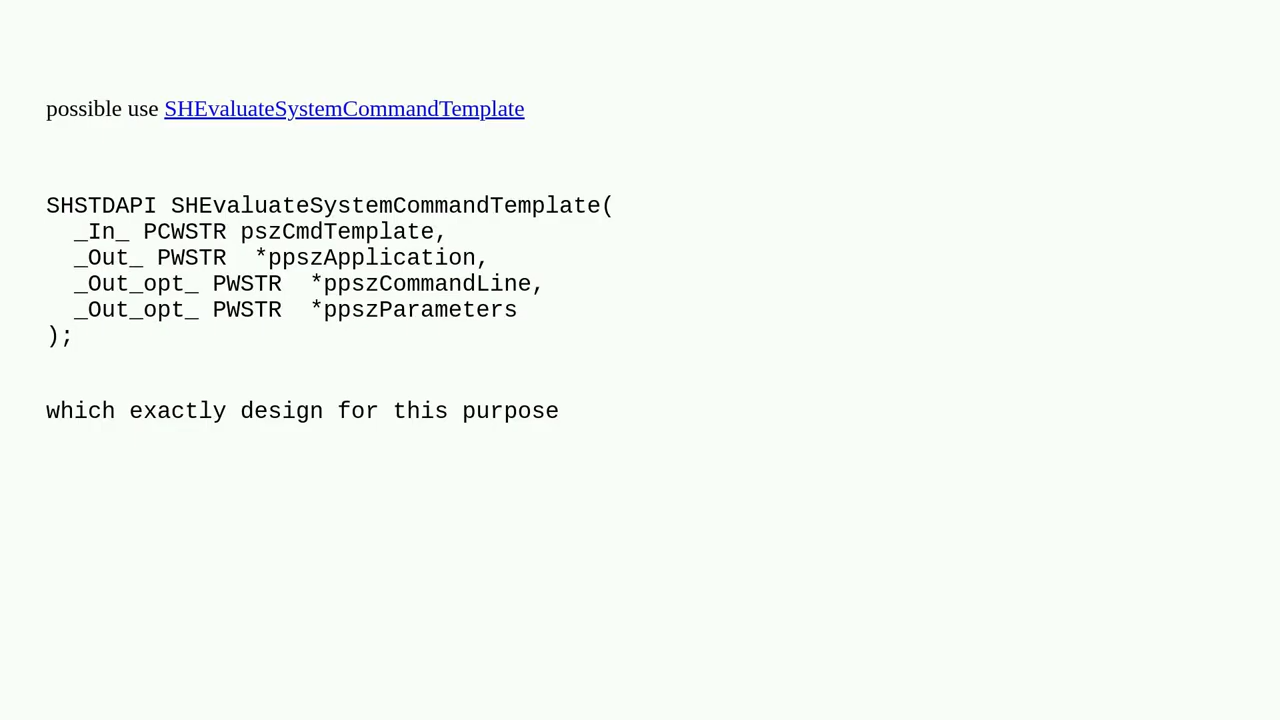 possible use SHEvaluateSystemCommandTemplate
SHSTDAPI SHEvaluateSystemCommandTemplate(
  _In_ PCWSTR pszCmdTemplate,
  _Out_ PWSTR  *ppszApplication,
  _Out_opt_ PWSTR  *ppszCommandLine,
  _Out_opt_ PWSTR  *ppszParameters
);
which exactly design for this purpose